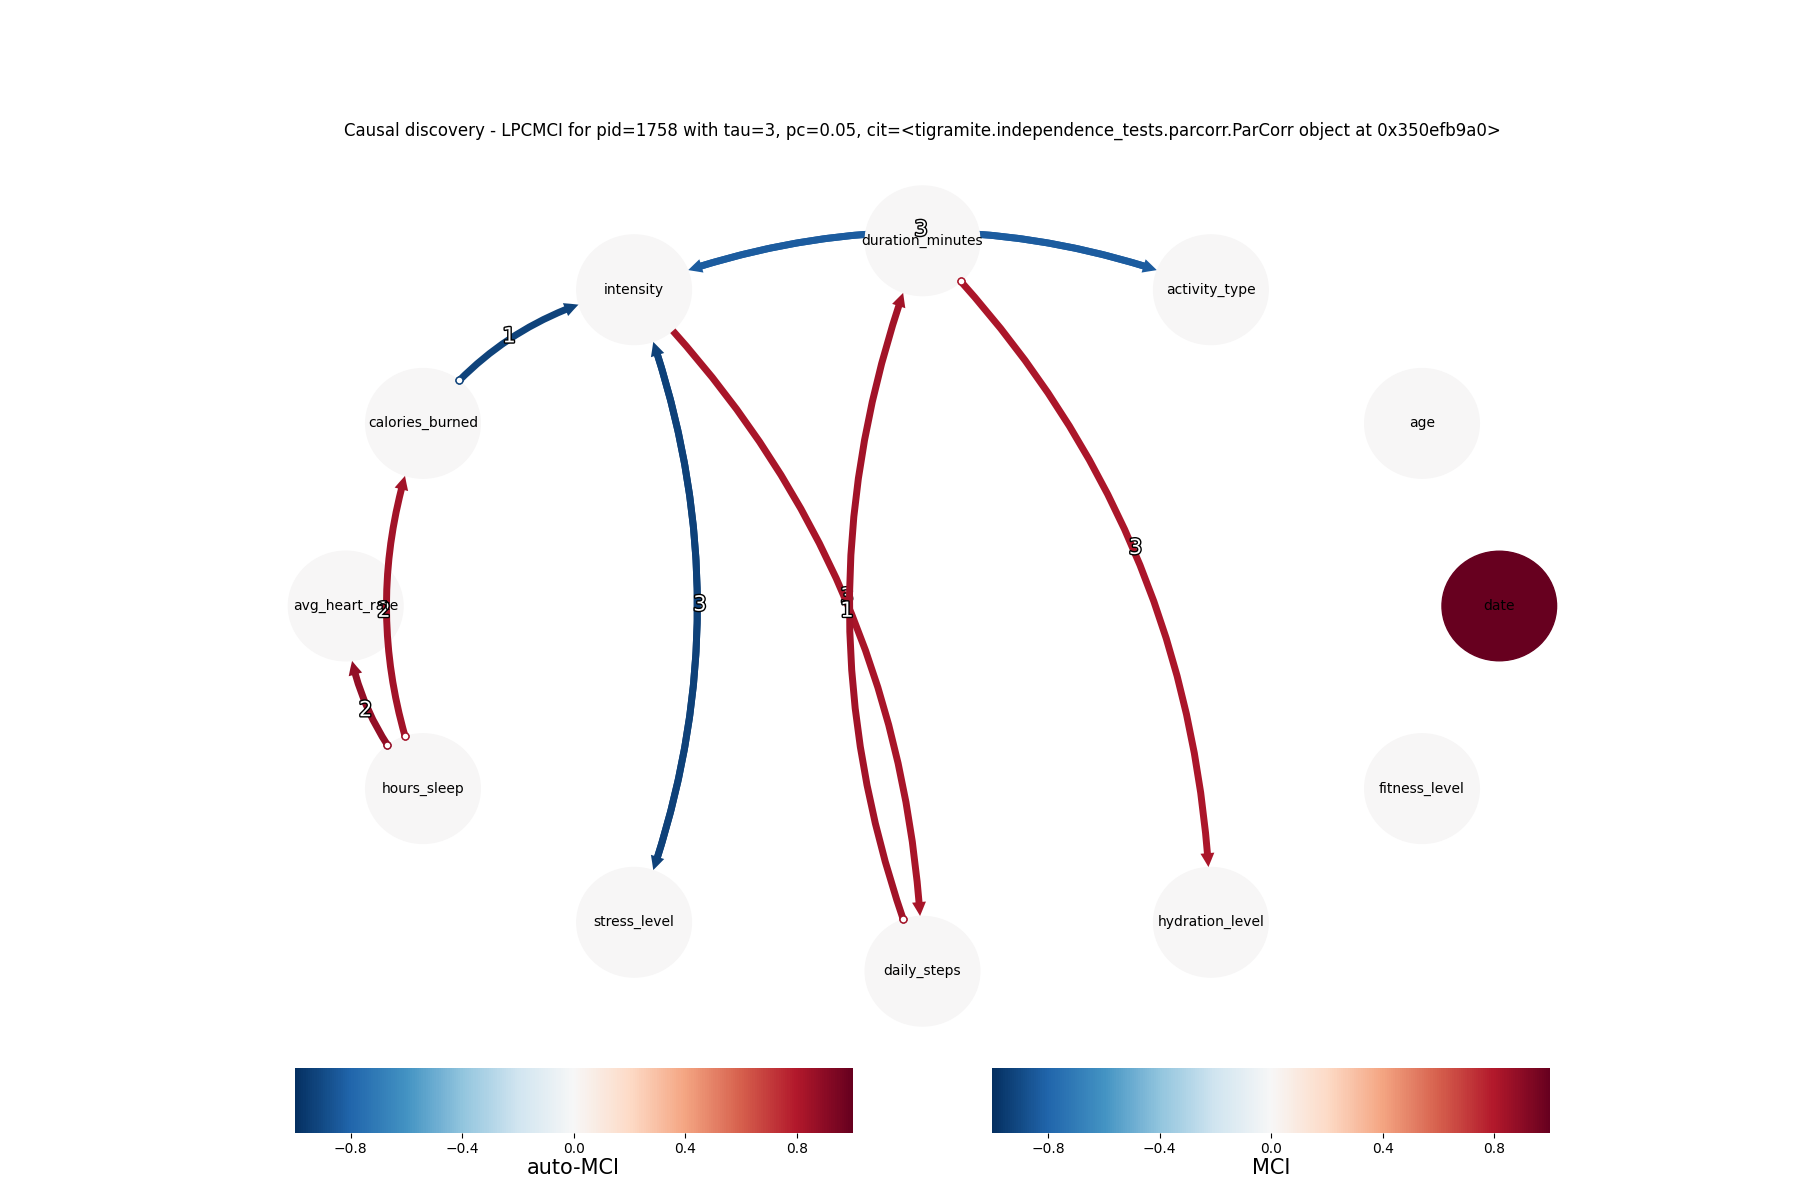 Causal discovery - LPCMCI for pid=1758 with tau=3, pc=0.05, cit=<tigramite.independence_tests.parcorr.ParCorr object at 0x350efb9a0>
3
duration_minutes
intensity
activity_type
1
calories_burned
age
3
avg_heart_rate
2
3
1
date
2
hours_sleep
fitness_level
stress_level
hydration_level
daily_steps
−0.8 −0.4 0.0 0.4 0.8
auto-MCI
−0.8 −0.4 0.0 0.4 0.8
MCI